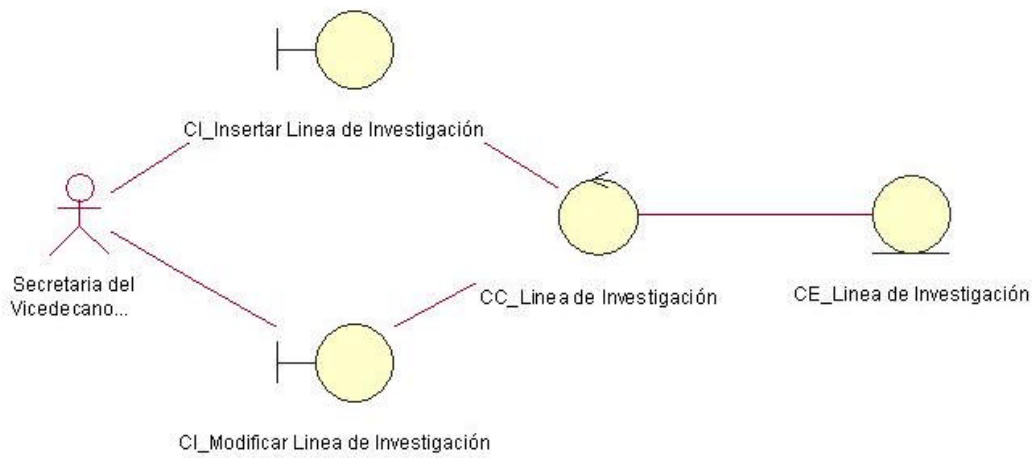 CI_Insertar Linea de Investigación
Secretaria del
Vicedecano...
CC_Linea de Investigación
CE_Linea de Investigación
CI_Modificar Linea de Investigación